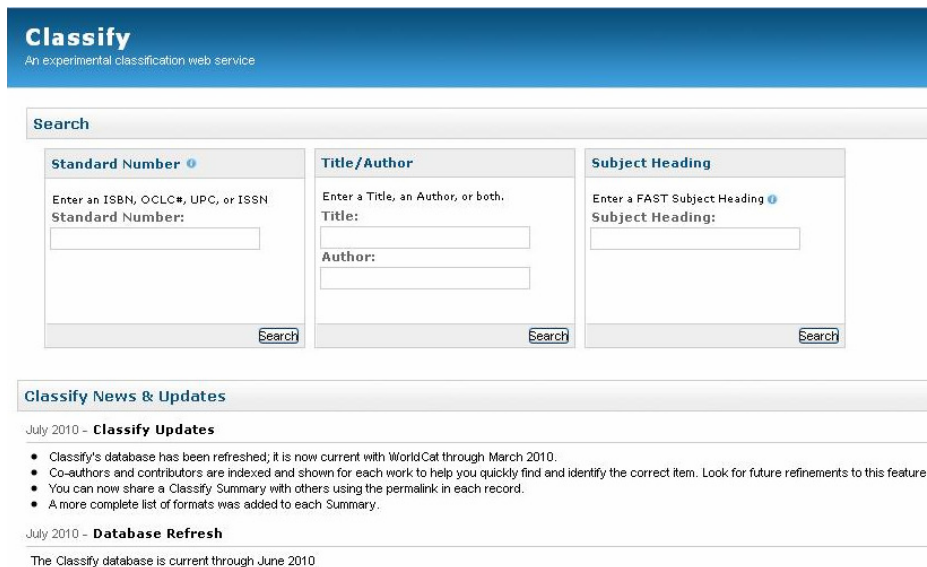 Classify
An experimental classification web service
Search
Standard Number
Enter an ISBN, OCLC#, UPC, or ISSN
Standard Number:
Search
Title/Author
Enter a Title, an Author, or both.
Title:
Author:
Search
Subject Heading
Enter a FAST Subject Heading
Subject Heading:
Search
Classify News & Updates
July 2010 - Classify Updates
• Classify's database has been refreshed; it is now current with WorldCat through March 2010.
• Co-authors and contributors are indexed and shown for each work to help you quickly find and identify the correct item. Look for future refinements to this feature
• You can now share a Classify Summary with others using the permalink in each record.
• A more complete list of formats was added to each Summary.
July 2010 - Database Refresh
The Classify database is current through June 2010